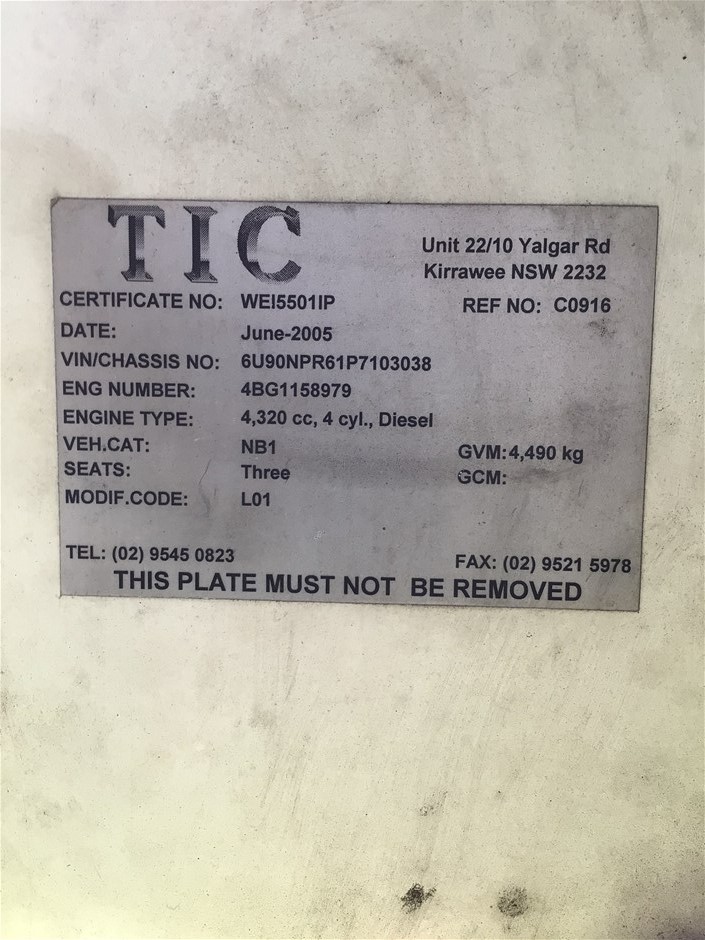 TIC
Unit 22/10 Yalgar Rd
Kirrawee NSW 2232
CERTIFICATE NO: WEI5501IP REF NO: C0916
DATE: June-2005
VIN/CHASSIS NO: 6U90NPR61P7103038
ENG NUMBER: 4BG1158979
ENGINE TYPE: 4,320 cc, 4 cyl., Diesel
VEH.CAT: NB1 GVM: 4,490 kg
SEATS: Three GCM:
MODIF.CODE: L01
TEL: (02) 9545 0823 FAX: (02) 9521 5978
THIS PLATE MUST NOT BE REMOVED